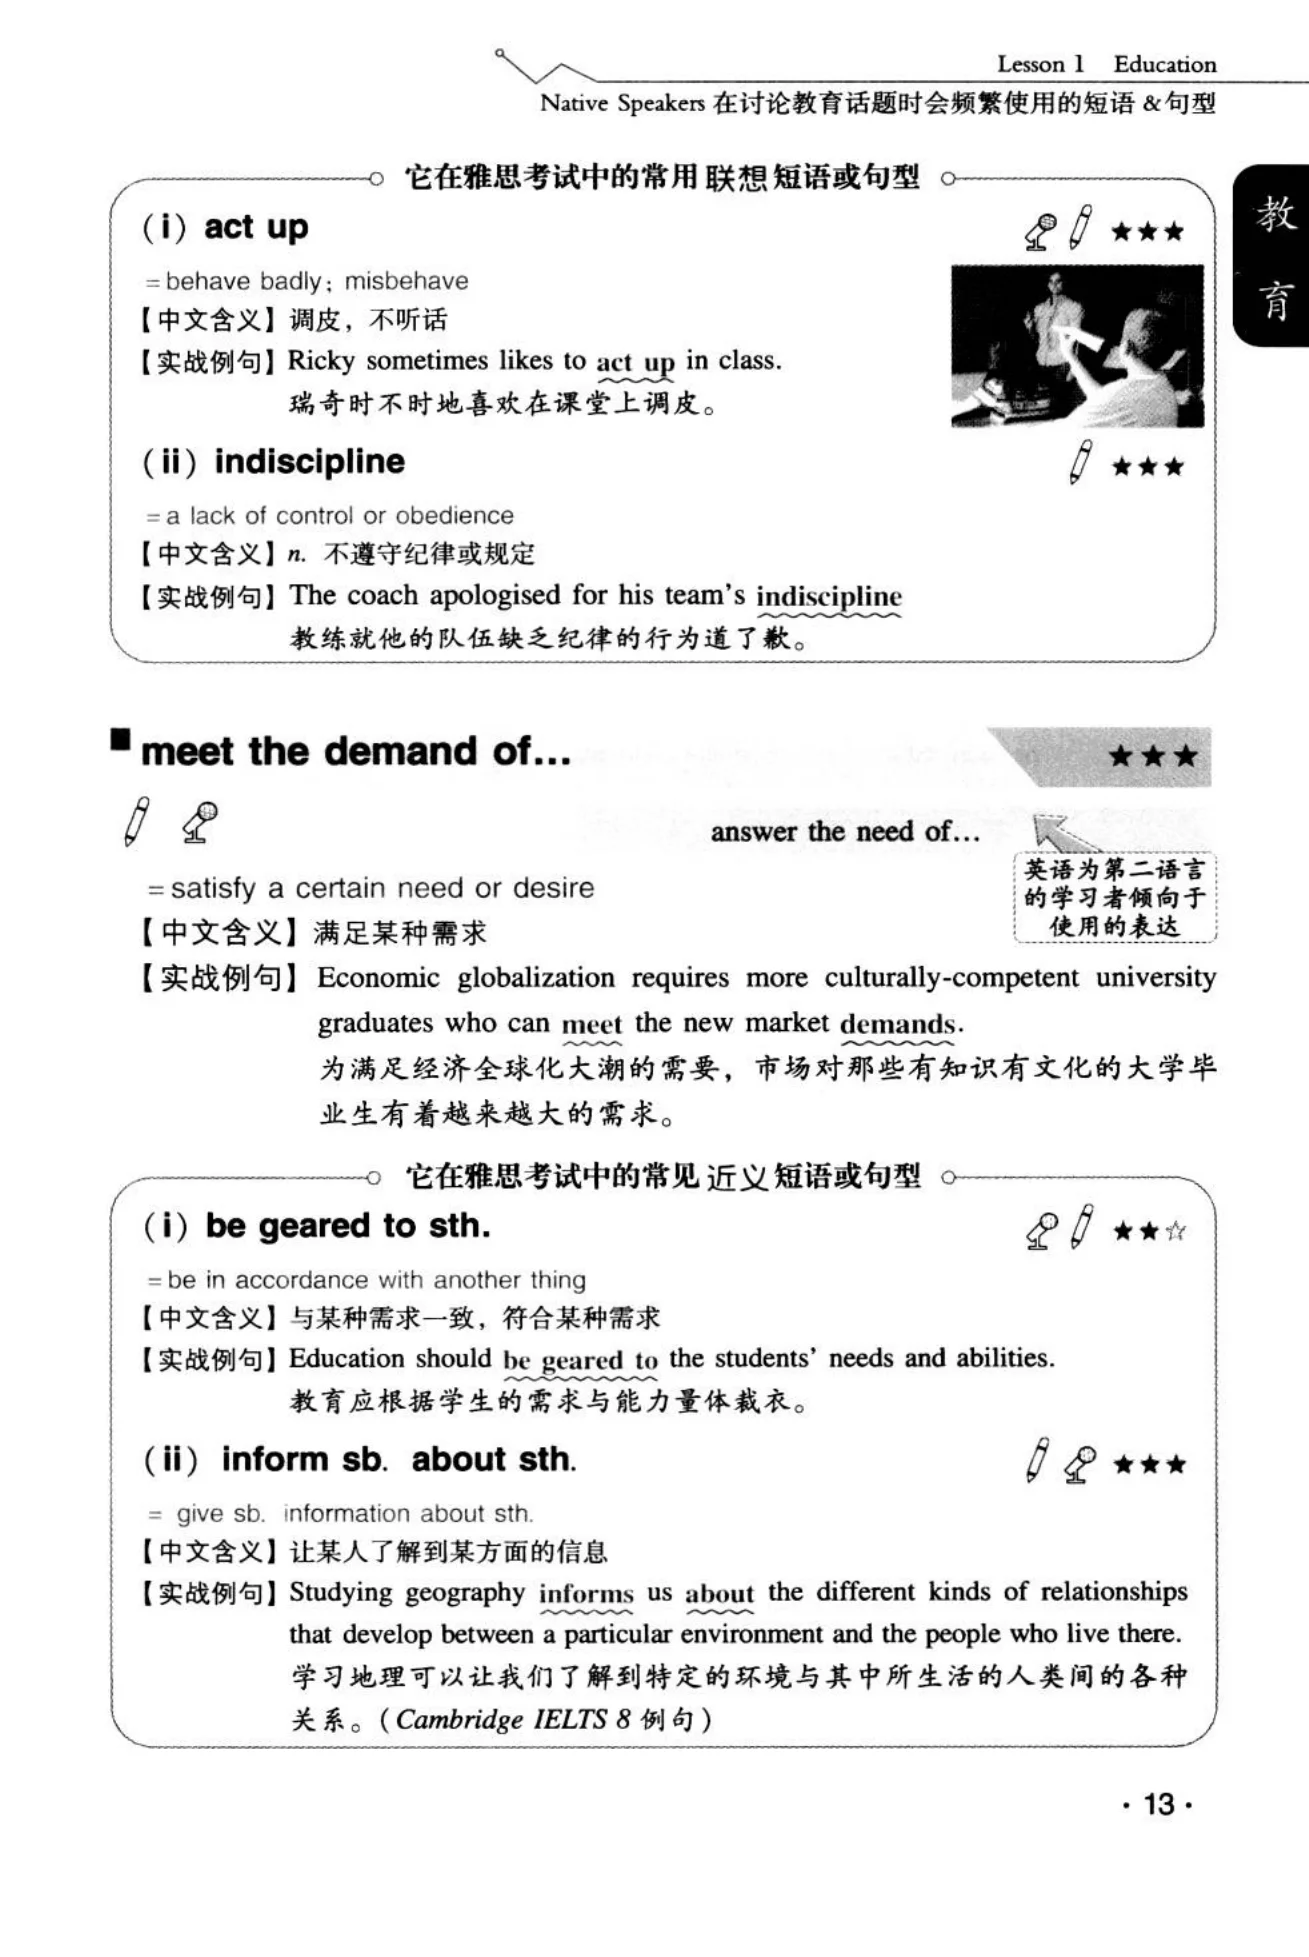 Lesson 1 Education
Native Speakers 在讨论教育话题时会频繁使用的短语 & 句型
教
育
它在雅思考试中的常用联想短语或句型
(i) act up ★★★
= behave badly; misbehave
【中文含义】调皮，不听话
【实战例句】Ricky sometimes likes to act up in class.
瑞奇时不时地喜欢在课堂上调皮。
(ii) indiscipline ★★★
= a lack of control or obedience
【中文含义】n. 不遵守纪律或规定
【实战例句】The coach apologised for his team's indiscipline
教练就他的队伍缺乏纪律的行为道了歉。
■ meet the demand of... ★★★
answer the need of...
英语为第二语言
的学习者倾向于
使用的表达
= satisfy a certain need or desire
【中文含义】满足某种需求
【实战例句】Economic globalization requires more culturally-competent university
graduates who can meet the new market demands.
为满足经济全球化大潮的需要，市场对那些有知识有文化的大学毕
业生有着越来越大的需求。
它在雅思考试中的常见近义短语或句型
(i) be geared to sth. ★★☆
= be in accordance with another thing
【中文含义】与某种需求一致，符合某种需求
【实战例句】Education should be geared to the students' needs and abilities.
教育应根据学生的需求与能力量体裁衣。
(ii) inform sb. about sth. ★★★
= give sb. information about sth.
【中文含义】让某人了解到某方面的信息
【实战例句】Studying geography informs us about the different kinds of relationships
that develop between a particular environment and the people who live there.
学习地理可以让我们了解到特定的环境与其中所生活的人类间的各种
关系。(Cambridge IELTS 8 例句)
· 13 ·